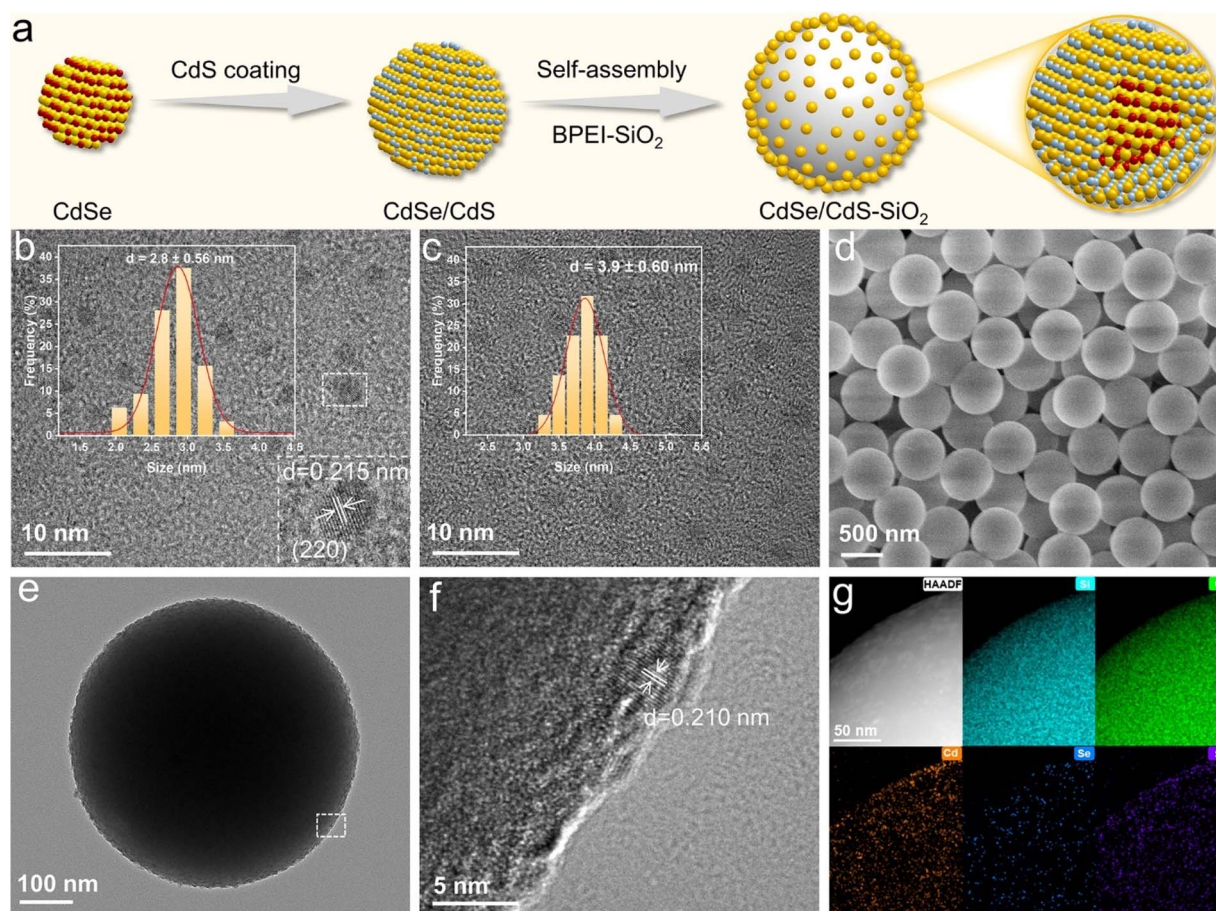 a
CdS coating
Self-assembly
BPEI-SiO₂
CdSe
CdSe/CdS
CdSe/CdS-SiO₂
b
d = 2.8 ± 0.56 nm
Frequency (%)
40
35
30
25
20
15
10
5
0
1.5 2.0 2.5 3.0 3.5 4.0 4.5
Size (nm)
d=0.215 nm
(220)
10 nm
c
d = 3.9 ± 0.60 nm
Frequency (%)
40
35
30
25
20
15
10
5
0
2.5 3.0 3.5 4.0 4.5 5.0 5.5
Size (nm)
10 nm
d
500 nm
e
100 nm
f
d=0.210 nm
5 nm
g
HAADF
Si
50 nm
Cd
Se